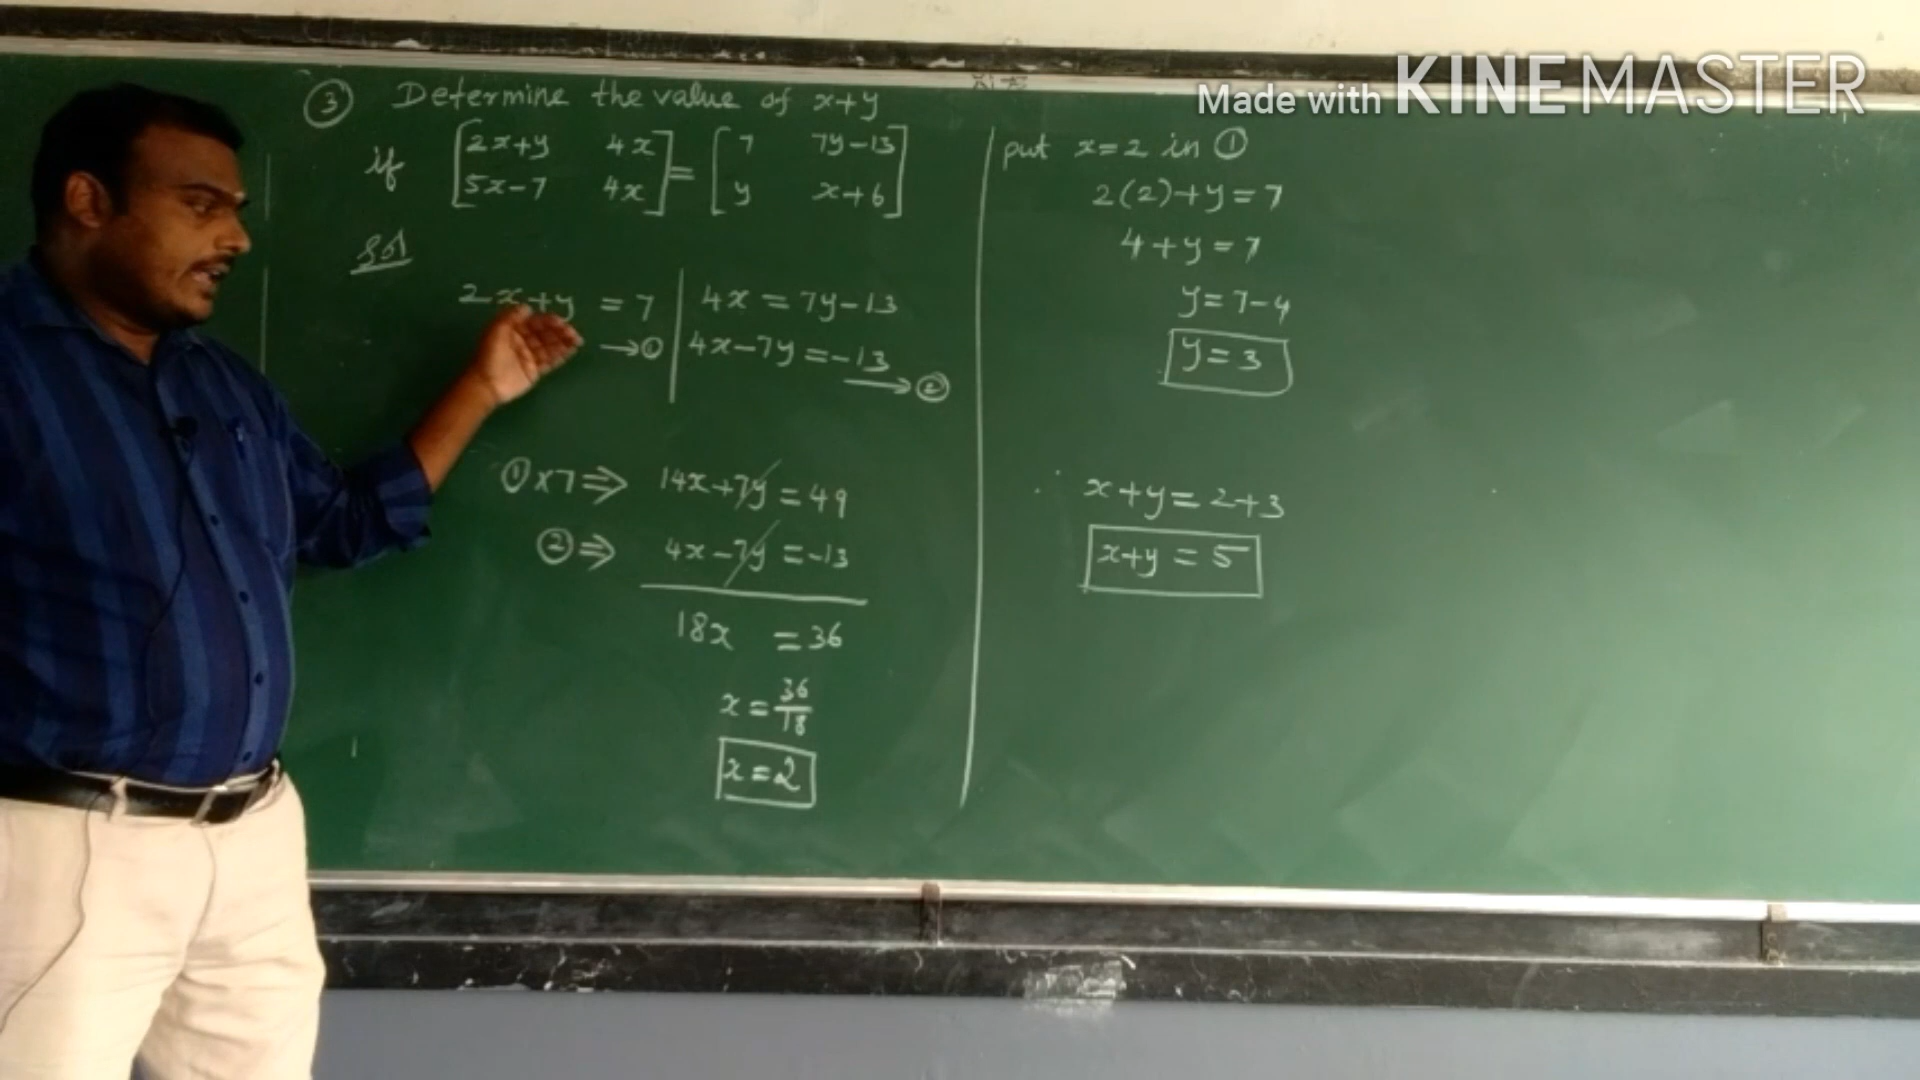 Made with KINEMASTER
③ Determine the value of x+y
if [2x+y 4x] = [7 7y-13]
[5x-7 4x] [y x+6]
Sol
2x+y = 7 | 4x = 7y-13
→① | 4x-7y = -13
→②
①×7 ⇒ 14x+7y = 49
② ⇒ 4x-7y = -13
18x = 36
x = 36/18
x = 2
put x=2 in ①
2(2)+y = 7
4+y = 7
y = 7-4
y = 3
x+y = 2+3
x+y = 5